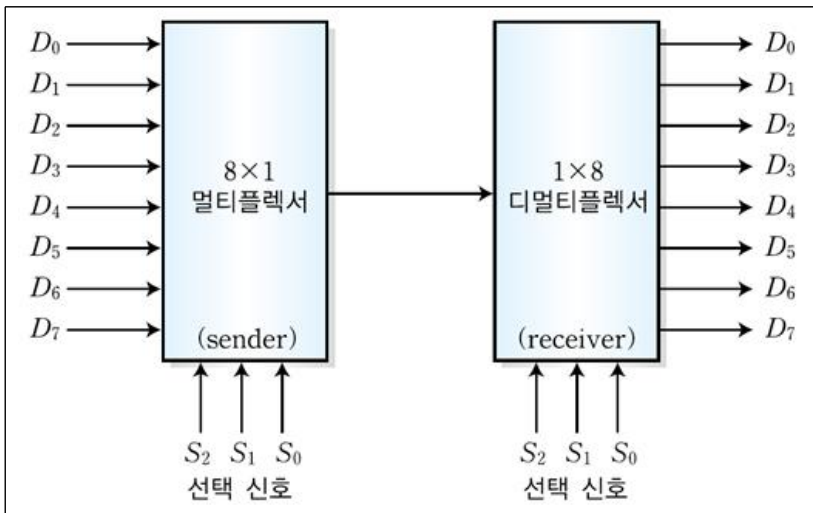 D₀
D₁
D₂
D₃
D₄
D₅
D₆
D₇
8×1
멀티플렉서
(sender)
S₂ S₁ S₀
선택 신호
1×8
디멀티플렉서
(receiver)
S₂ S₁ S₀
선택 신호
D₀
D₁
D₂
D₃
D₄
D₅
D₆
D₇